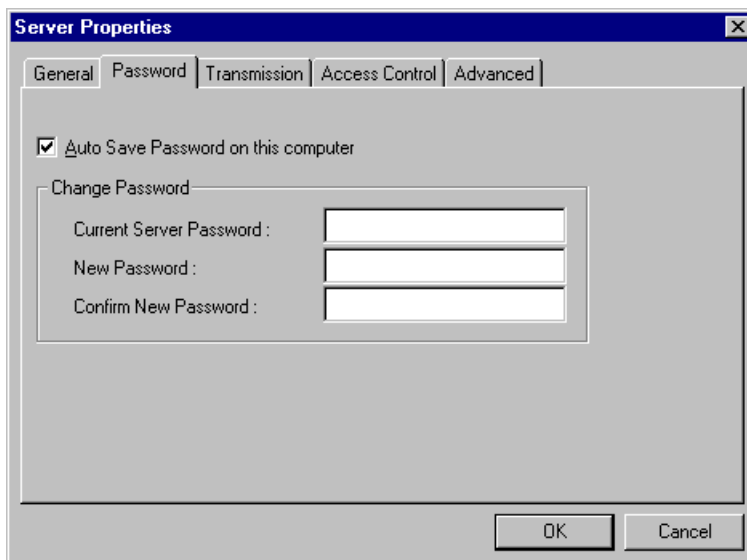 Server Properties
General Password Transmission Access Control Advanced
Auto Save Password on this computer
Change Password
Current Server Password :
New Password :
Confirm New Password :
OK Cancel